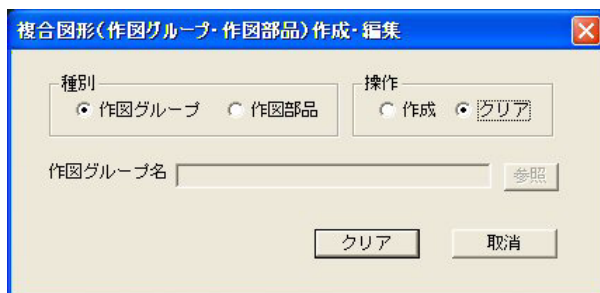 複合図形(作図グループ・作図部品)作成・編集
種別
操作
作図グループ 作図部品
作成 クリア
作図グループ名 参照
クリア 取消